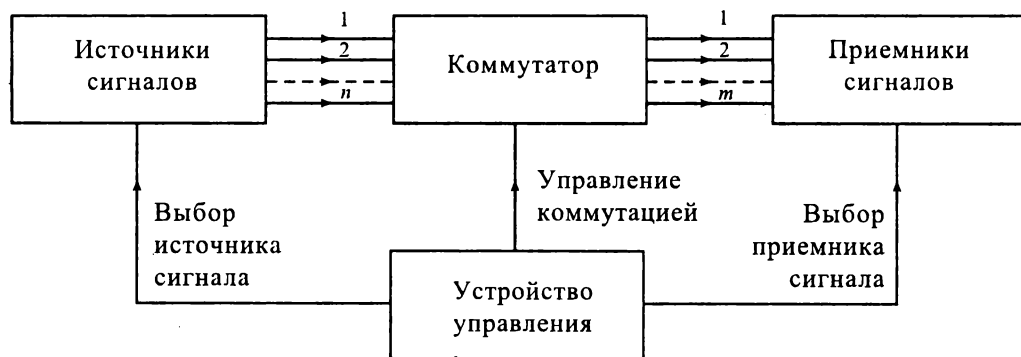 Источники
сигналов
1
2
n
Коммутатор
1
2
m
Приемники
сигналов
Выбор
источника
сигнала
Управление
коммутацией
Выбор
приемника
сигнала
Устройство
управления